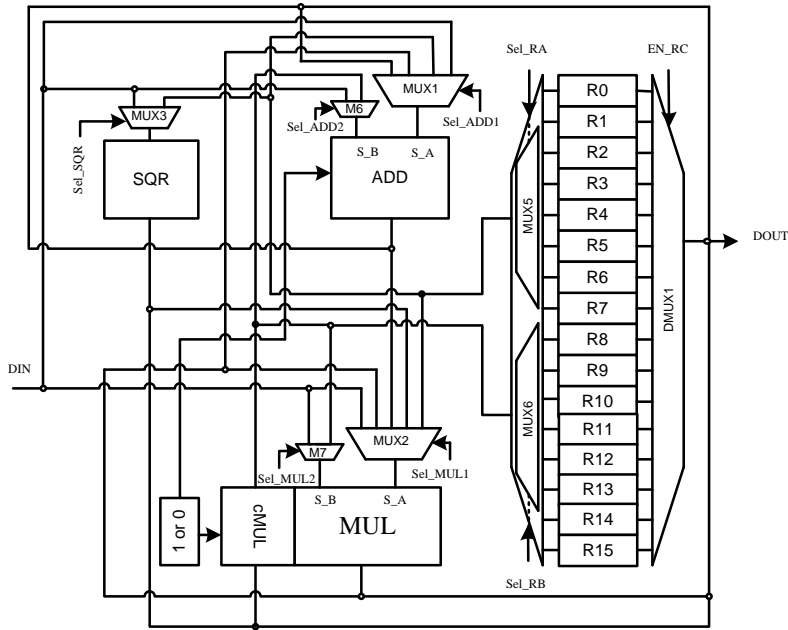 Sel_RA
EN_RC
MUX1
M6
MUX3
Sel_ADD2
Sel_ADD1
S_B
S_A
ADD
Sel_SQR
SQR
R0
R1
R2
R3
R4
R5
R6
R7
R8
R9
R10
R11
R12
R13
R14
R15
MUX5
MUX6
DMUX1
DOUT
DIN
MUX2
M7
Sel_MUL2
Sel_MUL1
S_B
S_A
1 or 0
cMUL
MUL
Sel_RB